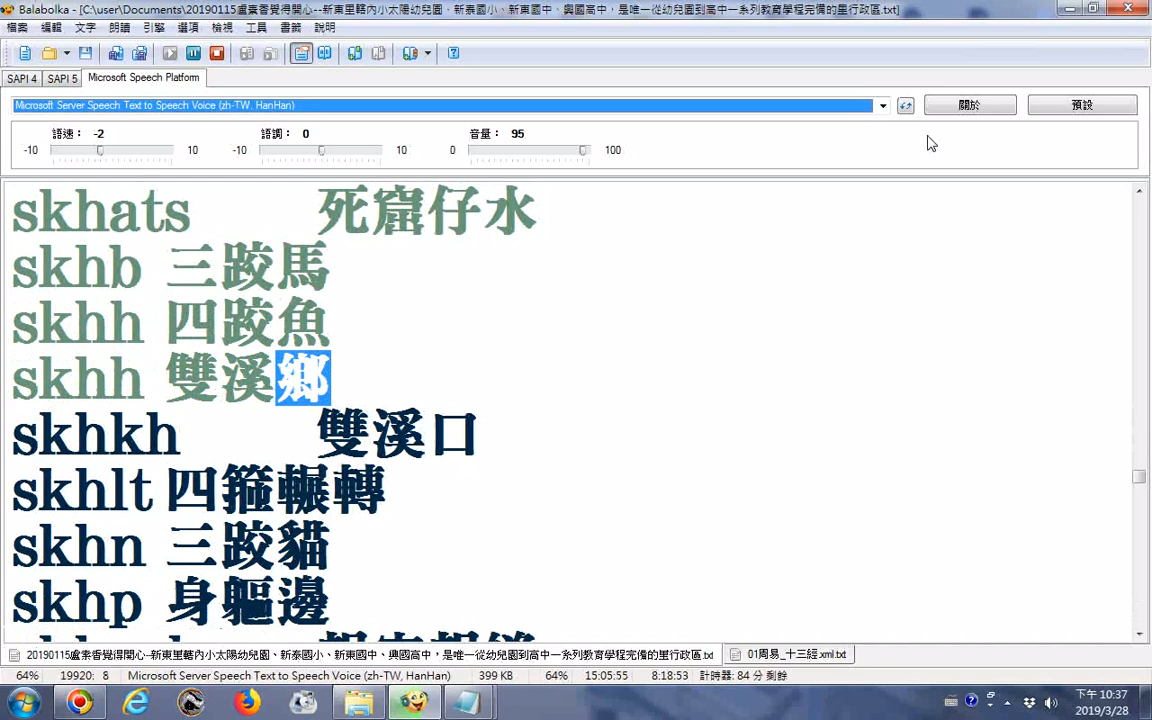 Balabolka - [C:\user\Documents\20190115盧素香覺得開心--新東里轄內小太陽幼兒園、新泰國小、新東國中、興國高中，是唯一從幼兒園到高中一系列教育學程完備的里行政區.txt]
檔案 編輯 文字 朗讀 引擎 選項 檢視 工具 書籤 說明
SAPI 4 SAPI 5 Microsoft Speech Platform
Microsoft Server Speech Text to Speech Voice (zh-TW, HanHan) 關於 預設
語速： -2 語調： 0 音量： 95
-10 10 -10 10 0 100
skhats 死窟仔水
skhb 三跤馬
skhh 四跤魚
skhh 雙溪鄉
skhkh 雙溪口
skhlt 四箍輾轉
skhn 三跤貓
skhp 身軀邊
20190115盧素香覺得開心--新東里轄內小太陽幼兒園、新泰國小、新東國中、興國高中，是唯一從幼兒園到高中一系列教育學程完備的里行政區.txt 01周易_十三經.txt
64% 19920: 8 Microsoft Server Speech Text to Speech Voice (zh-TW, HanHan) 399 KB 64% 15:05:55 8:18:53 計時器: 84 分 剩餘
下午 10:37
2019/3/28